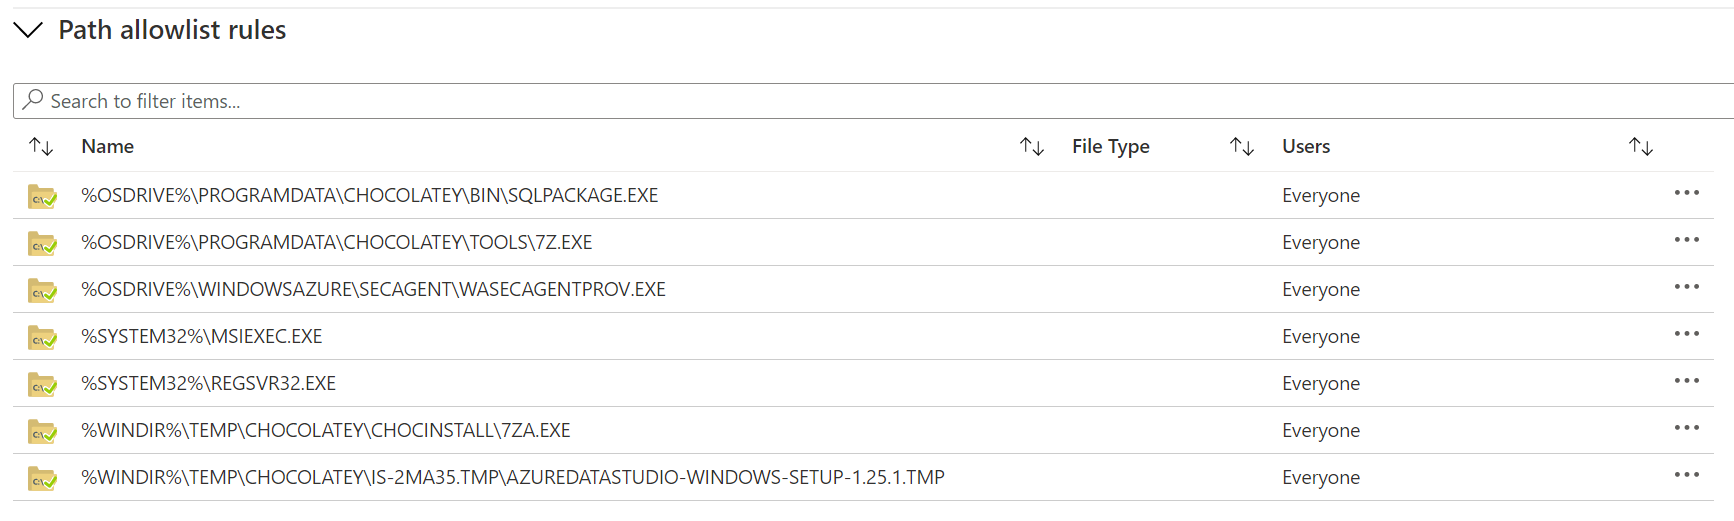 Path allowlist rules
Search to filter items...
Name File Type Users
%OSDRIVE%\PROGRAMDATA\CHOCOLATEY\BIN\SQLPACKAGE.EXE Everyone
%OSDRIVE%\PROGRAMDATA\CHOCOLATEY\TOOLS\7Z.EXE Everyone
%OSDRIVE%\WINDOWSAZURE\SECAGENT\WASECAGENTPROV.EXE Everyone
%SYSTEM32%\MSIEXEC.EXE Everyone
%SYSTEM32%\REGSVR32.EXE Everyone
%WINDIR%\TEMP\CHOCOLATEY\CHOCINSTALL\7ZA.EXE Everyone
%WINDIR%\TEMP\CHOCOLATEY\IS-2MA35.TMP\AZUREDATASTUDIO-WINDOWS-SETUP-1.25.1.TMP Everyone